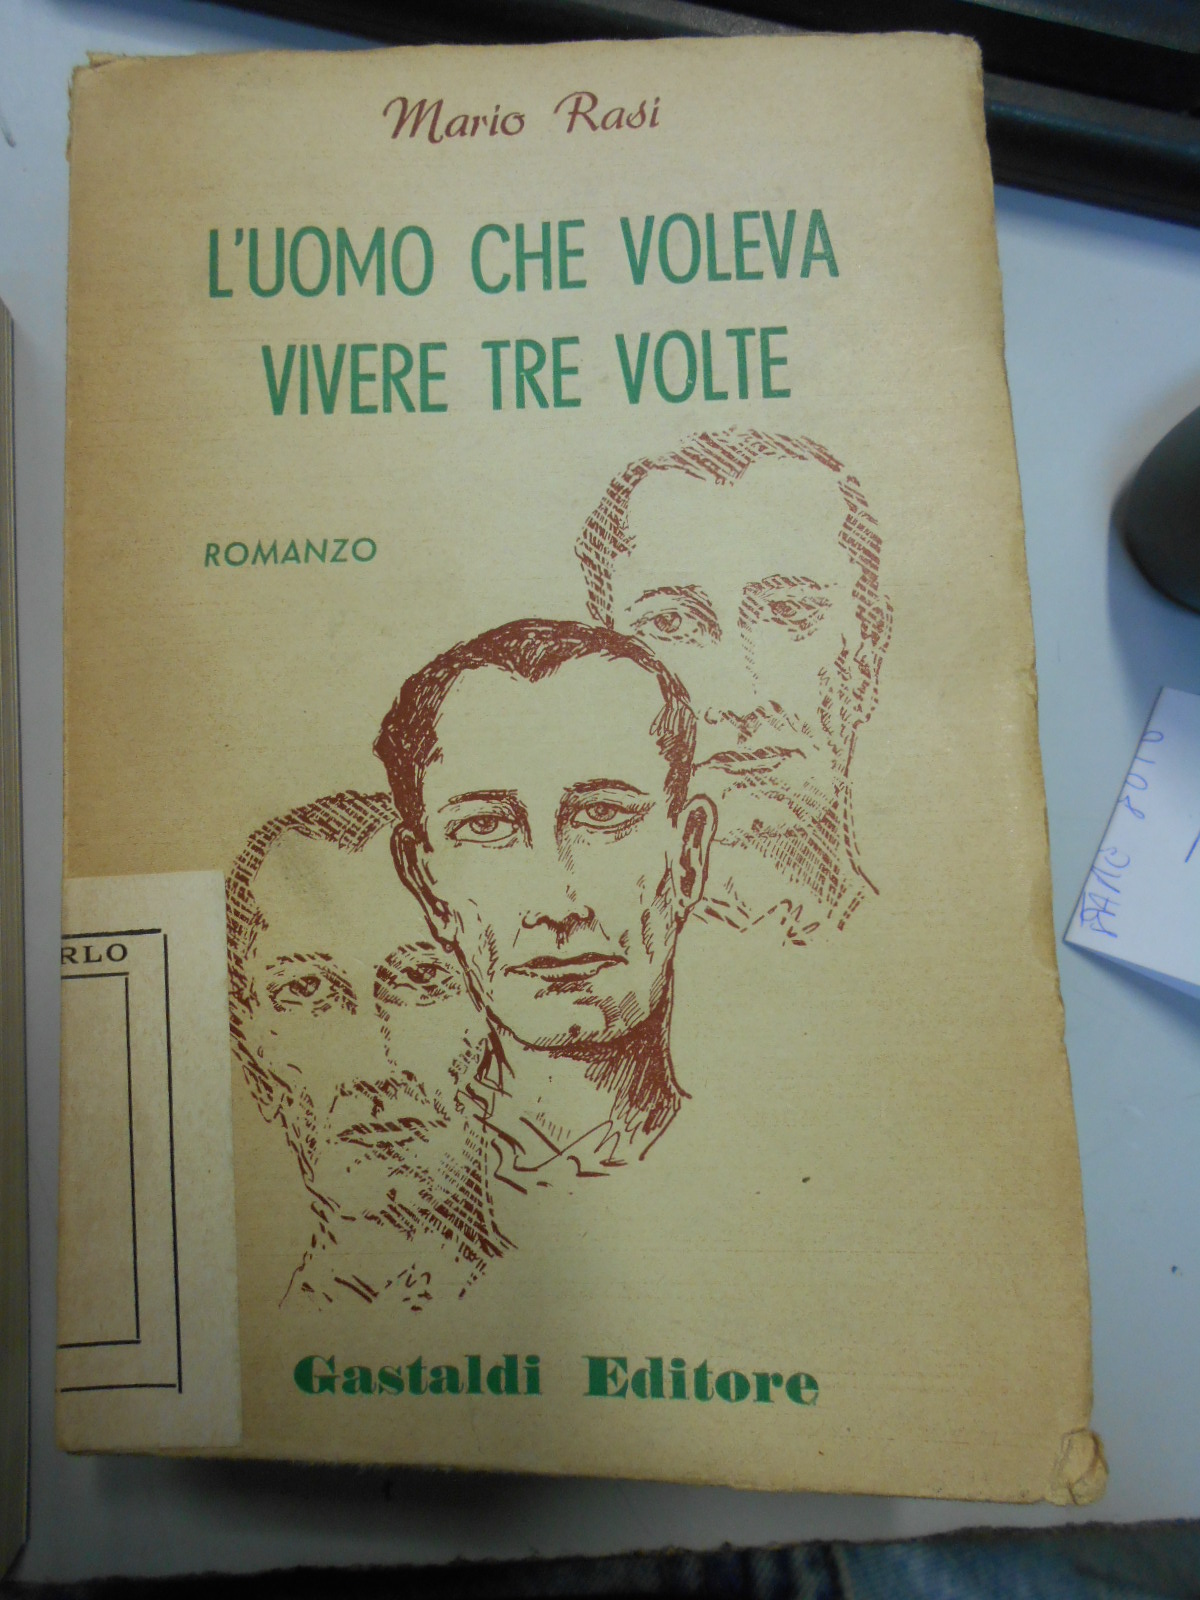 Mario Rasi
L'UOMO CHE VOLEVA
VIVERE TRE VOLTE
ROMANZO
RLO
Gastaldi Editore